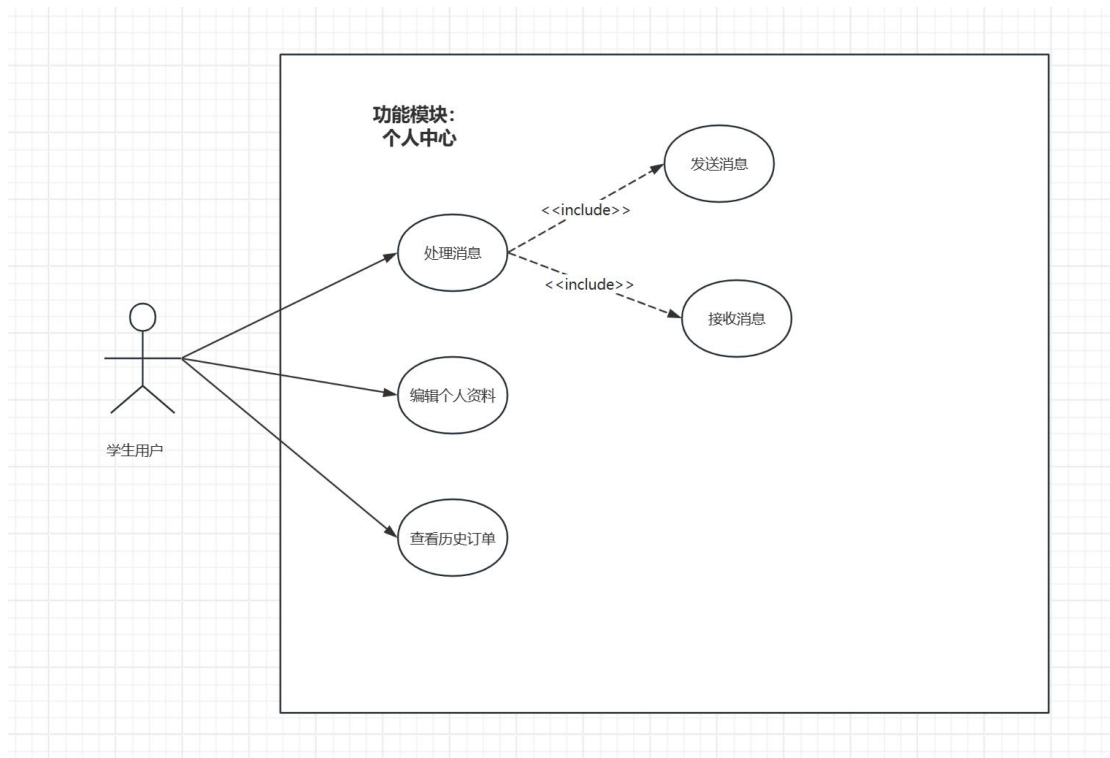 功能模块：
个人中心
发送消息
<<include>>
处理消息
<<include>>
接收消息
编辑个人资料
学生用户
查看历史订单